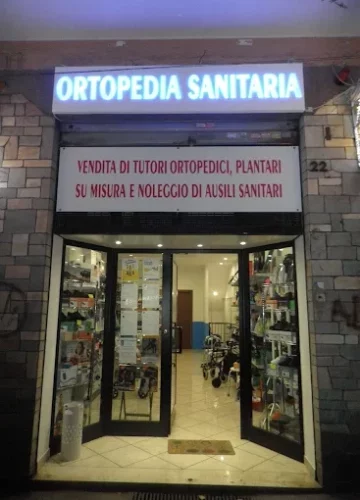 ORTOPEDIA SANITARIA
VENDITA DI TUTORI ORTOPEDICI, PLANTARI
SU MISURA E NOLEGGIO DI AUSILI SANITARI
22